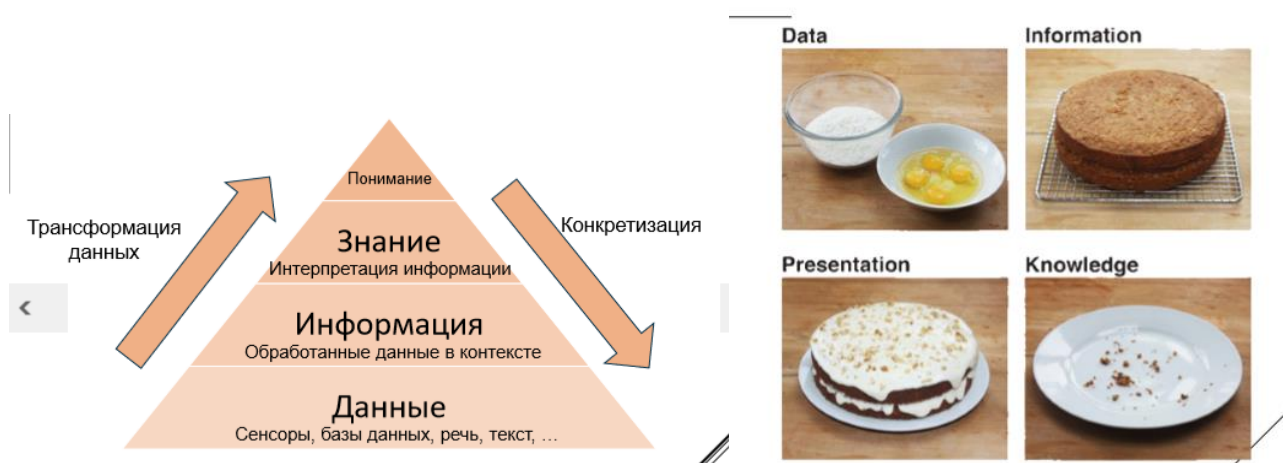 Понимание
Трансформация
данных
Знание
Интерпретация информации
Конкретизация
Информация
Обработанные данные в контексте
Данные
Сенсоры, базы данных, речь, текст, ...
Data
Information
Presentation
Knowledge